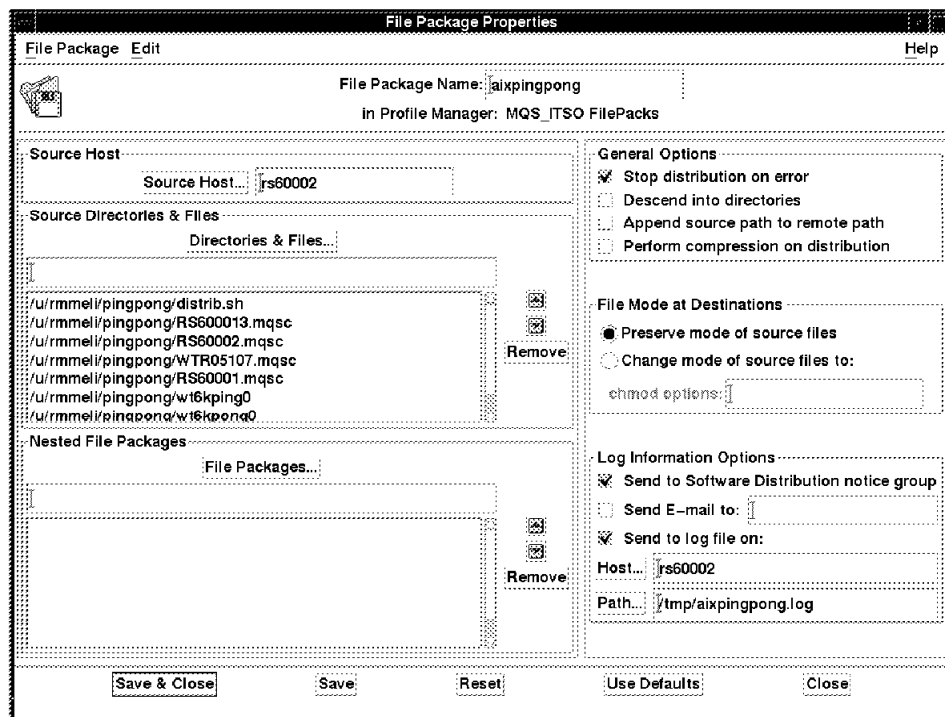 File Package Properties
File Package Edit Help
File Package Name: aixpingpong
in Profile Manager: MQS_ITSO FilePacks
Source Host
Source Host... rs60002
Source Directories & Files
Directories & Files...
/u/rmmeli/pingpong/distrib.sh
/u/rmmeli/pingpong/RS600013.mqsc
/u/rmmeli/pingpong/RS60002.mqsc
/u/rmmeli/pingpong/WTR05107.mqsc
/u/rmmeli/pingpong/RS60001.mqsc
/u/rmmeli/pingpong/wt6kping0
/u/rmmeli/pingpong/wt6kpong0
Remove
Nested File Packages
File Packages...
Remove
General Options
Stop distribution on error
Descend into directories
Append source path to remote path
Perform compression on distribution
File Mode at Destinations
Preserve mode of source files
Change mode of source files to:
chmod options:
Log Information Options
Send to Software Distribution notice group
Send E-mail to:
Send to log file on:
Host... rs60002
Path... /tmp/aixpingpong.log
Save & Close Save Reset Use Defaults Close